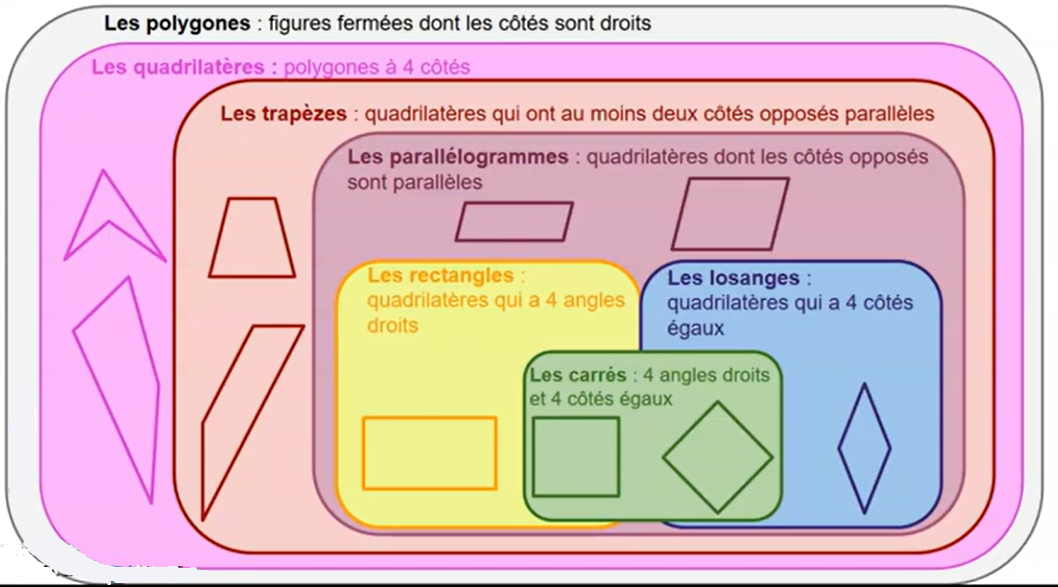 Les polygones : figures fermées dont les côtés sont droits
Les quadrilatères : polygones à 4 côtés
Les trapèzes : quadrilatères qui ont au moins deux côtés opposés parallèles
Les parallélogrammes : quadrilatères dont les côtés opposés
sont parallèles
Les rectangles :
quadrilatères qui a 4 angles
droits
Les losanges :
quadrilatères qui a 4 côtés
égaux
Les carrés : 4 angles droits
et 4 côtés égaux